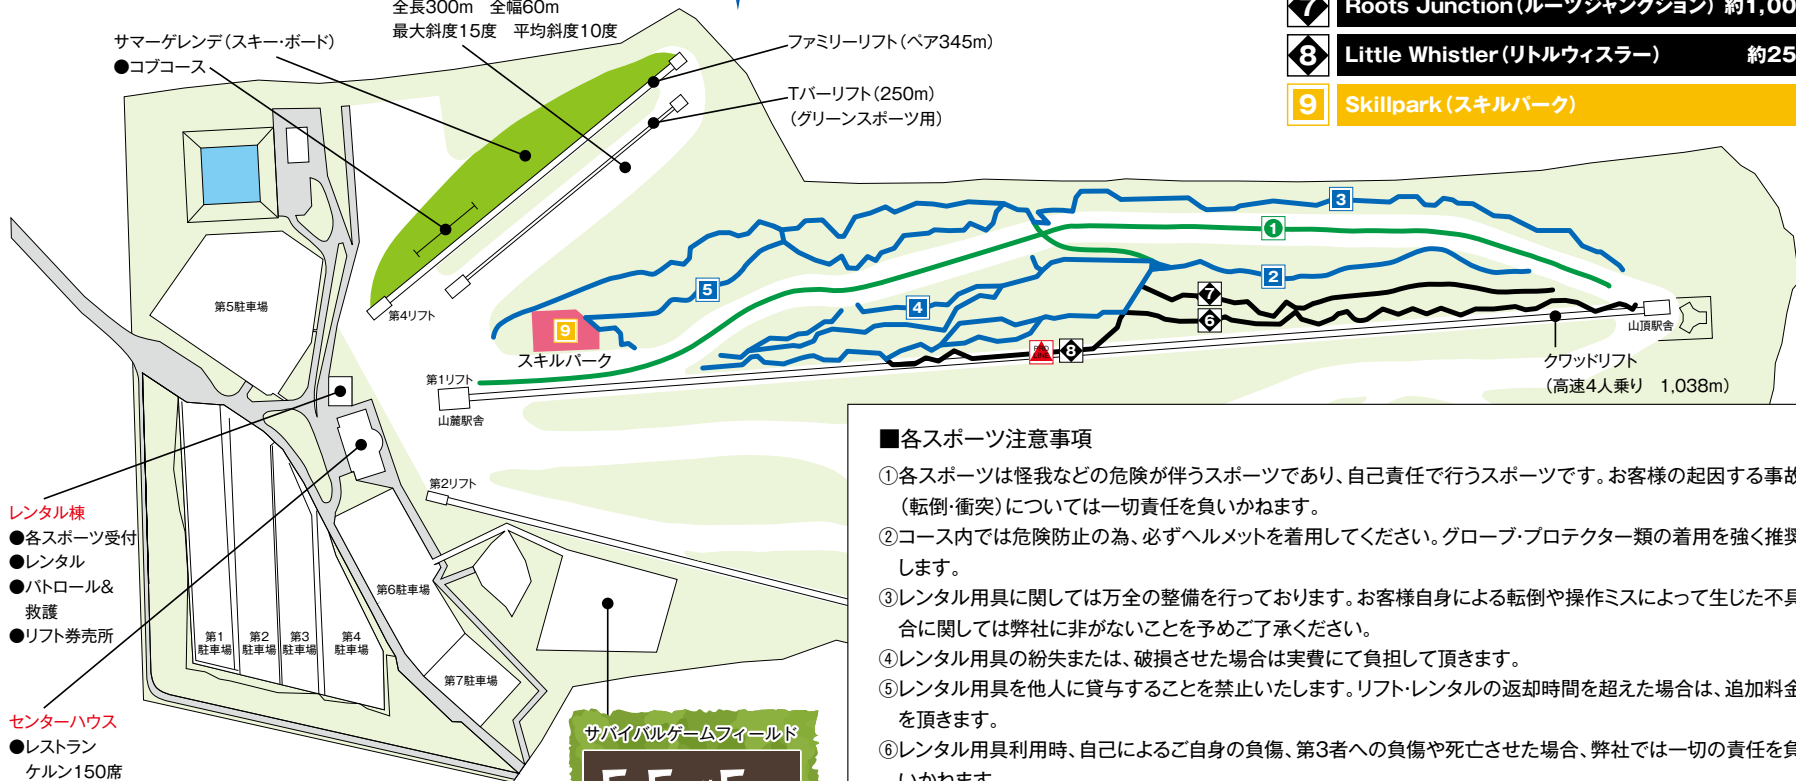 全長300m 全幅60m
最大斜度15度 平均斜度10度
サマーゲレンデ(スキー・ボード)
●コブコース
ファミリーリフト(ペア345m)
Tバーリフト(250m)
(グリーンスポーツ用)
7 Roots Junction(ルーツジャンクション) 約1,00
8 Little Whistler(リトルウィスラー) 約25
9 Skillpark(スキルパーク)
3
1
2
5
4
7
6
8
9
スキルパーク
第5駐車場
第4リフト
第1リフト
山麓駅舎
山頂駅舎
クワッドリフト
(高速4人乗り 1,038m)
第2リフト
レンタル棟
●各スポーツ受付
●レンタル
●パトロール&
救護
●リフト券売所
第1
駐車場
第2
駐車場
第3
駐車場
第4
駐車場
第6駐車場
第7駐車場
センターハウス
●レストラン
ケルン150席
サバイバルゲームフィールド
■各スポーツ注意事項
①各スポーツは怪我などの危険が伴うスポーツであり、自己責任で行うスポーツです。お客様の起因する事故
(転倒・衝突)については一切責任を負いかねます。
②コース内では危険防止の為、必ずヘルメットを着用してください。グローブ・プロテクター類の着用を強く推奨
します。
③レンタル用具に関しては万全の整備を行っております。お客様自身による転倒や操作ミスによって生じた不具
合に関しては弊社に非がないことを予めご了承ください。
④レンタル用具の紛失または、破損させた場合は実費にて負担して頂きます。
⑤レンタル用具を他人に貸与することを禁止いたします。リフト・レンタルの返却時間を超えた場合は、追加料金
を頂きます。
⑥レンタル用具利用時、自己によるご自身の負傷、第3者への負傷や死亡させた場合、弊社では一切の責任を負
いかねます。